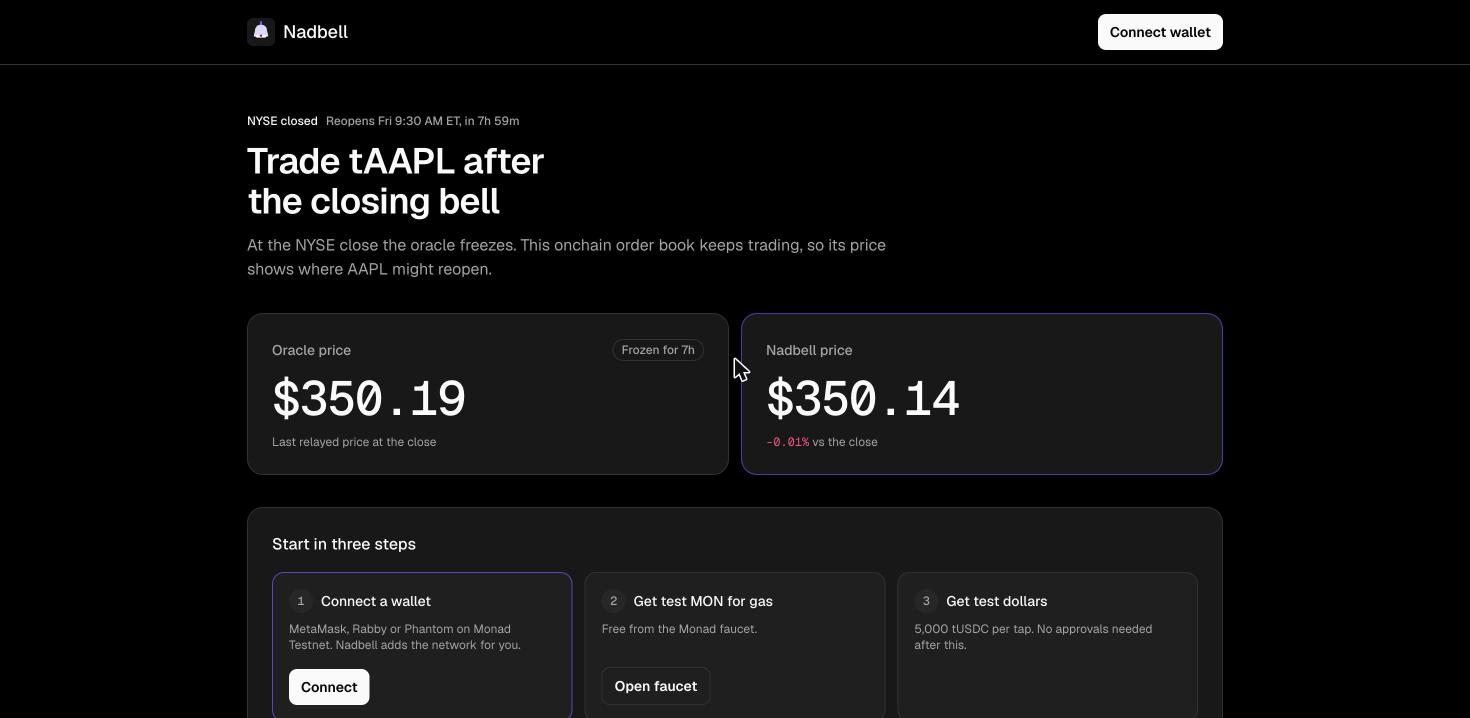 Nadbell
Connect wallet
NYSE closed Reopens Fri 9:30 AM ET, in 7h 59m
Trade tAAPL after
the closing bell
At the NYSE close the oracle freezes. This onchain order book keeps trading, so its price
shows where AAPL might reopen.
Oracle price
Frozen for 7h
$350.19
Last relayed price at the close
Nadbell price
$350.14
-0.01% vs the close
Start in three steps
1 Connect a wallet
MetaMask, Rabby or Phantom on Monad
Testnet. Nadbell adds the network for you.
Connect
2 Get test MON for gas
Free from the Monad faucet.
Open faucet
3 Get test dollars
5,000 tUSDC per tap. No approvals needed
after this.